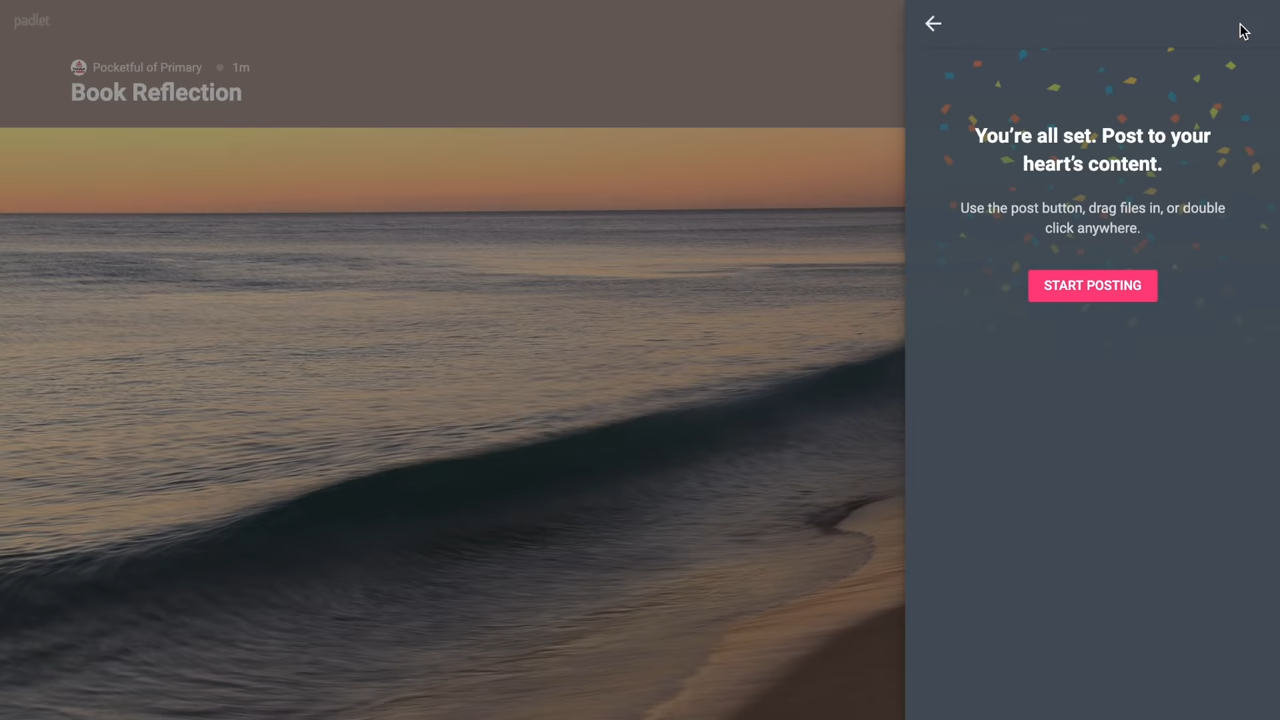 padlet
Pocketful of Primary 1m
Book Reflection
You’re all set. Post to your
heart’s content.
Use the post button, drag files in, or double
click anywhere.
START POSTING